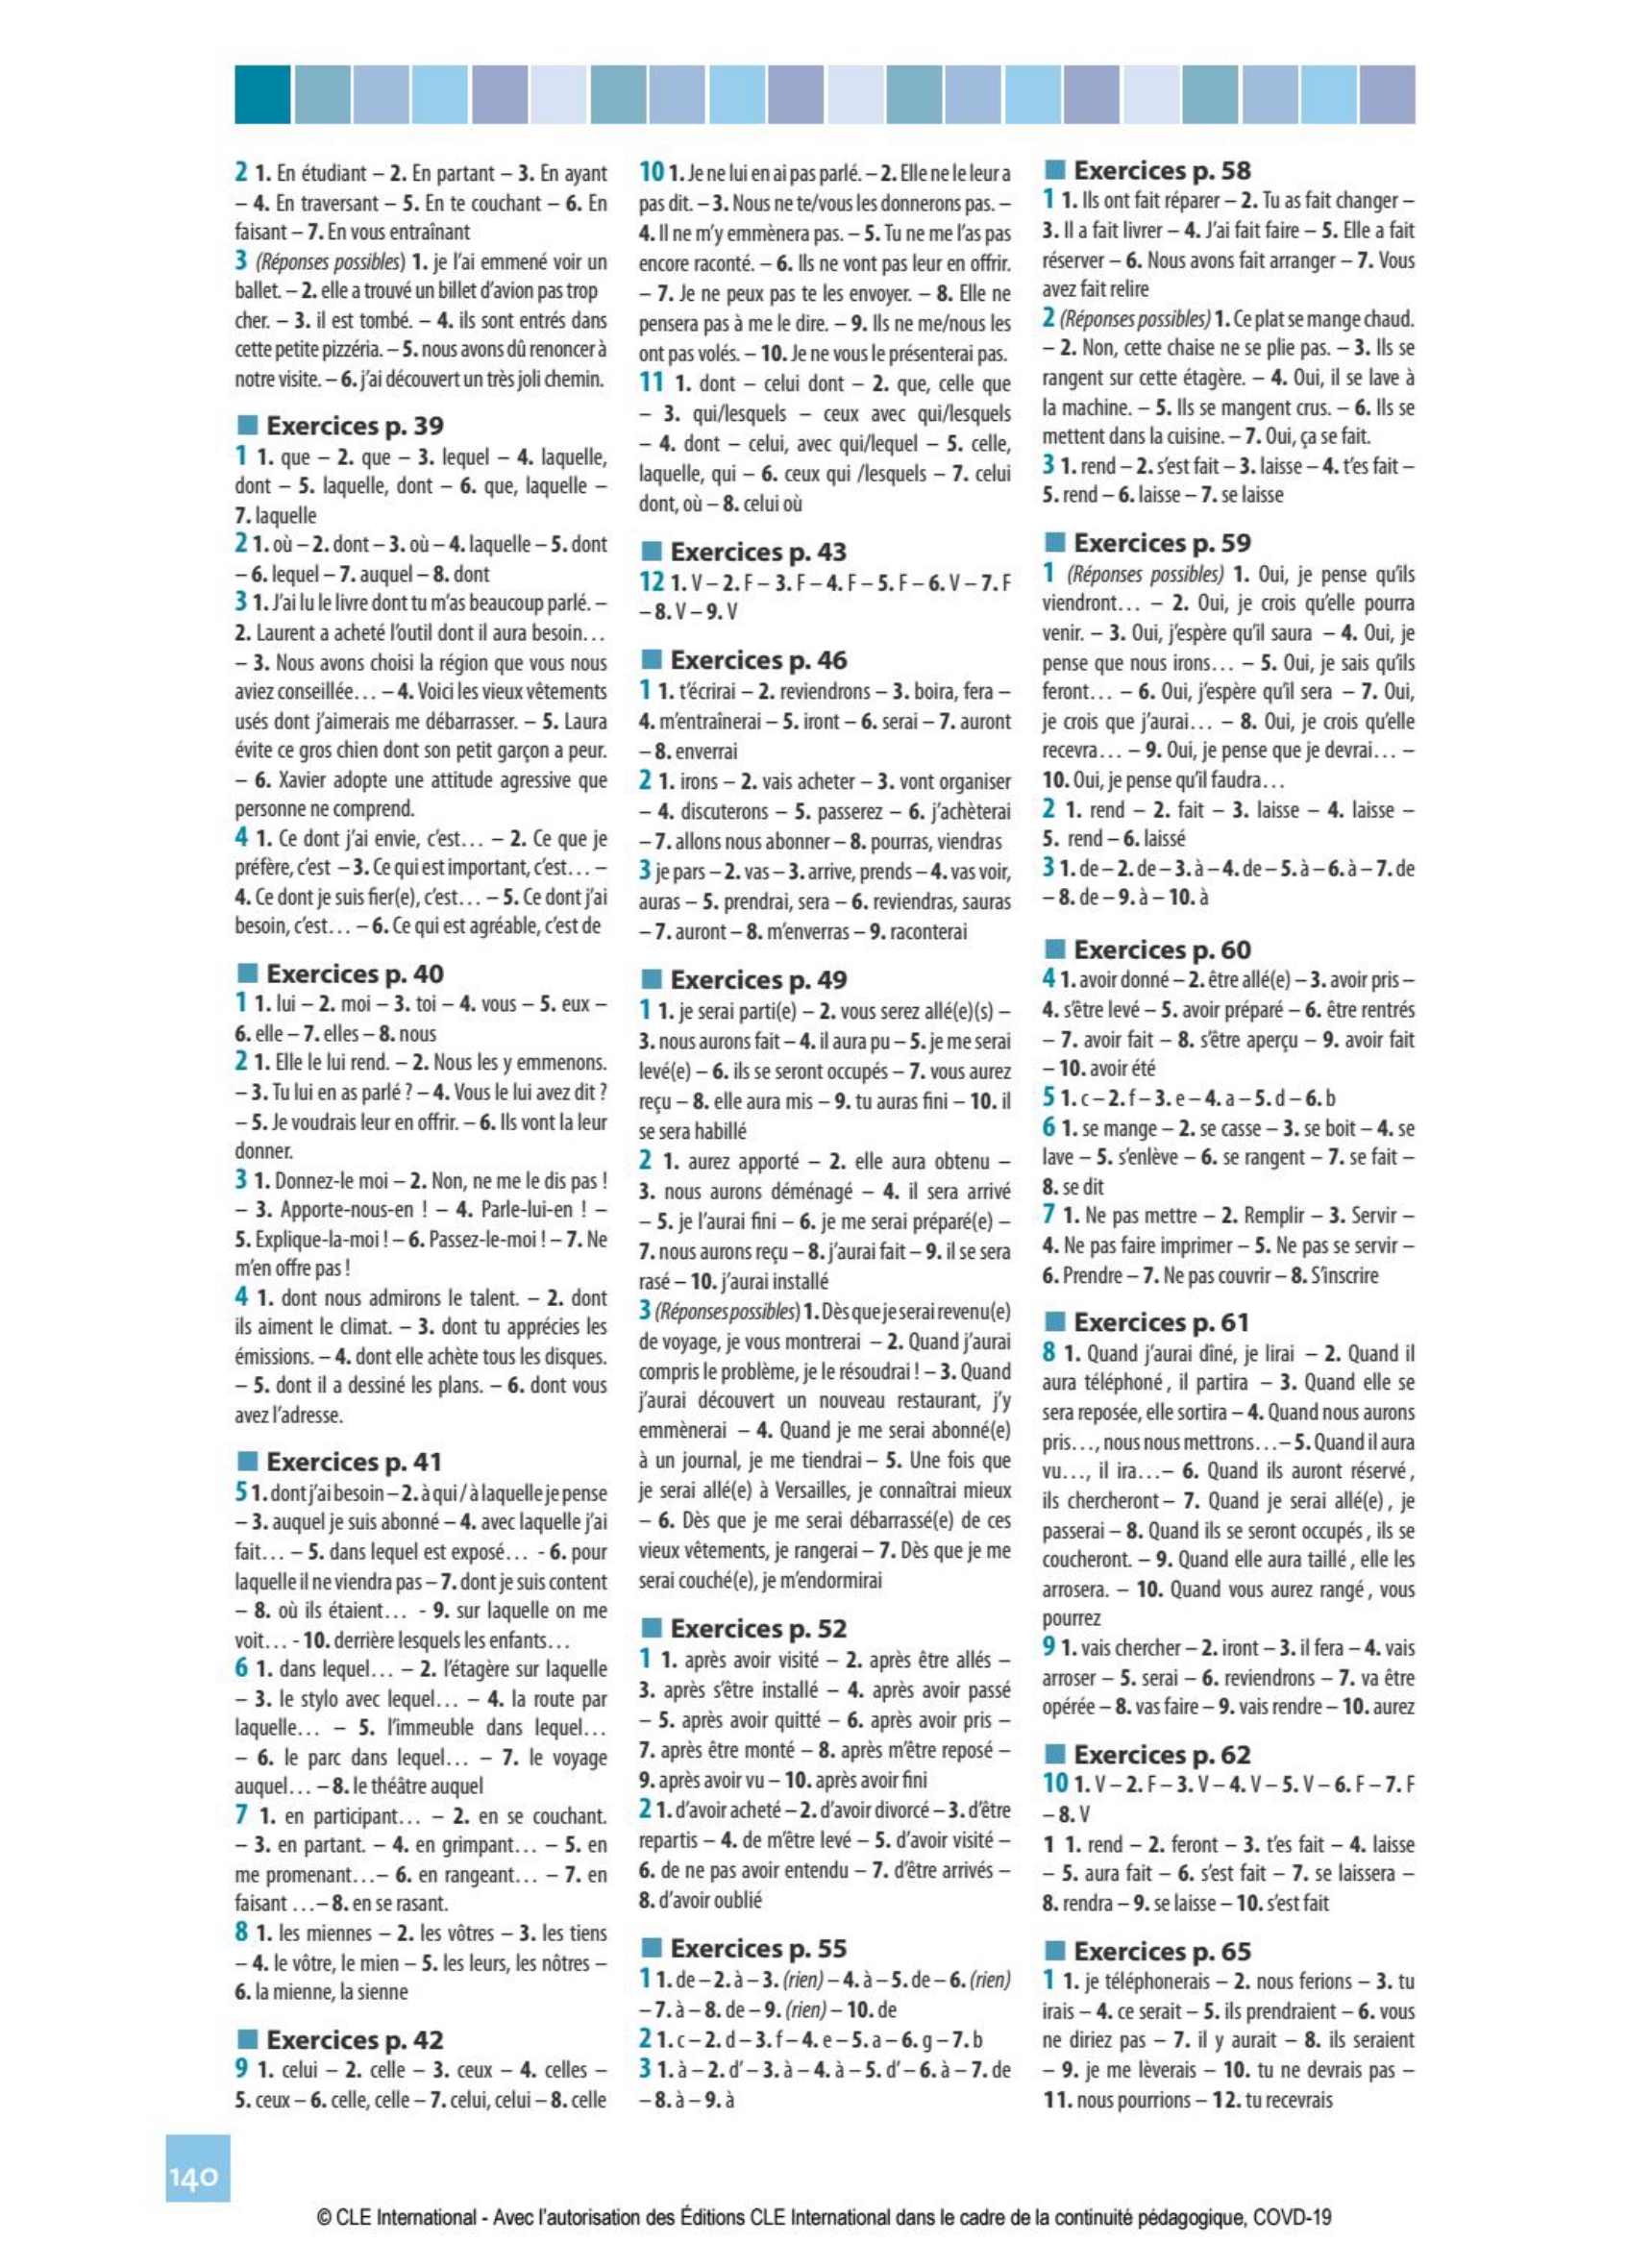 2 1. En étudiant – 2. En partant – 3. En ayant
– 4. En traversant – 5. En te couchant – 6. En
faisant – 7. En vous entraînant
3 (Réponses possibles) 1. je l'ai emmené voir un
ballet. – 2. elle a trouvé un billet d'avion pas trop
cher. – 3. il est tombé. – 4. ils sont entrés dans
cette petite pizzéria. – 5. nous avons dû renoncer à
notre visite. – 6. j'ai découvert un très joli chemin.
Exercices p. 39
1 1. que – 2. que – 3. lequel – 4. laquelle,
dont – 5. laquelle, dont – 6. que, laquelle –
7. laquelle
2 1. où – 2. dont – 3. où – 4. laquelle – 5. dont
– 6. lequel – 7. auquel – 8. dont
3 1. J'ai lu le livre dont tu m'as beaucoup parlé. –
2. Laurent a acheté l'outil dont il aura besoin...
– 3. Nous avons choisi la région que vous nous
aviez conseillée... – 4. Voici les vieux vêtements
usés dont j'aimerais me débarrasser. – 5. Laura
évite ce gros chien dont son petit garçon a peur.
– 6. Xavier adopte une attitude agressive que
personne ne comprend.
4 1. Ce dont j'ai envie, c'est... – 2. Ce que je
préfère, c'est – 3. Ce qui est important, c'est... –
4. Ce dont je suis fier(e), c'est... – 5. Ce dont j'ai
besoin, c'est... – 6. Ce qui est agréable, c'est de
Exercices p. 40
1 1. lui – 2. moi – 3. toi – 4. vous – 5. eux –
6. elle – 7. elles – 8. nous
2 1. Elle le lui rend. – 2. Nous les y emmenons.
– 3. Tu lui en as parlé ? – 4. Vous le lui avez dit ?
– 5. Je voudrais leur en offrir. – 6. Ils vont la leur
donner.
3 1. Donnez-le moi – 2. Non, ne me le dis pas !
– 3. Apporte-nous-en ! – 4. Parle-lui-en ! –
5. Explique-la-moi ! – 6. Passez-le-moi ! – 7. Ne
m'en offre pas !
4 1. dont nous admirons le talent. – 2. dont
ils aiment le climat. – 3. dont tu apprécies les
émissions. – 4. dont elle achète tous les disques.
– 5. dont il a dessiné les plans. – 6. dont vous
avez l'adresse.
Exercices p. 41
5 1. dont j'ai besoin – 2. à qui / à laquelle je pense
– 3. auquel je suis abonné – 4. avec laquelle j'ai
fait... – 5. dans lequel est exposé... - 6. pour
laquelle il ne viendra pas – 7. dont je suis content
– 8. où ils étaient... - 9. sur laquelle on me
voit... - 10. derrière lesquels les enfants...
6 1. dans lequel... – 2. l'étagère sur laquelle
– 3. le stylo avec lequel... – 4. la route par
laquelle... – 5. l'immeuble dans lequel...
– 6. le parc dans lequel... – 7. le voyage
auquel... – 8. le théâtre auquel
7 1. en participant... – 2. en se couchant.
– 3. en partant. – 4. en grimpant... – 5. en
me promenant...– 6. en rangeant... – 7. en
faisant ...– 8. en se rasant.
8 1. les miennes – 2. les vôtres – 3. les tiens
– 4. le vôtre, le mien – 5. les leurs, les nôtres –
6. la mienne, la sienne
Exercices p. 42
9 1. celui – 2. celle – 3. ceux – 4. celles –
5. ceux – 6. celle, celle – 7. celui, celui – 8. celle
10 1. Je ne lui en ai pas parlé. – 2. Elle ne le leur a
pas dit. – 3. Nous ne te/vous les donnerons pas. –
4. Il ne m'y emmènera pas. – 5. Tu ne me l'as pas
encore raconté. – 6. Ils ne vont pas leur en offrir.
– 7. Je ne peux pas te les envoyer. – 8. Elle ne
pensera pas à me le dire. – 9. Ils ne me/nous les
ont pas volés. – 10. Je ne vous le présenterai pas.
11 1. dont – celui dont – 2. que, celle que
– 3. qui/lesquels – ceux avec qui/lesquels
– 4. dont – celui, avec qui/lequel – 5. celle,
laquelle, qui – 6. ceux qui /lesquels – 7. celui
dont, où – 8. celui où
Exercices p. 43
12 1. V – 2. F – 3. F – 4. F – 5. F – 6. V – 7. F
– 8. V – 9. V
Exercices p. 46
1 1. t'écrirai – 2. reviendrons – 3. boira, fera –
4. m'entraînerai – 5. iront – 6. serai – 7. auront
– 8. enverrai
2 1. irons – 2. vais acheter – 3. vont organiser
– 4. discuterons – 5. passerez – 6. j'achèterai
– 7. allons nous abonner – 8. pourras, viendras
3 je pars – 2. vas – 3. arrive, prends – 4. vas voir,
auras – 5. prendrai, sera – 6. reviendras, sauras
– 7. auront – 8. m'enverras – 9. raconterai
Exercices p. 49
1 1. je serai parti(e) – 2. vous serez allé(e)(s) –
3. nous aurons fait – 4. il aura pu – 5. je me serai
levé(e) – 6. ils se seront occupés – 7. vous aurez
reçu – 8. elle aura mis – 9. tu auras fini – 10. il
se sera habillé
2 1. aurez apporté – 2. elle aura obtenu –
3. nous aurons déménagé – 4. il sera arrivé
– 5. je l'aurai fini – 6. je me serai préparé(e) –
7. nous aurons reçu – 8. j'aurai fait – 9. il se sera
rasé – 10. j'aurai installé
3 (Réponses possibles) 1. Dès que je serai revenu(e)
de voyage, je vous montrerai – 2. Quand j'aurai
compris le problème, je le résoudrai ! – 3. Quand
j'aurai découvert un nouveau restaurant, j'y
emmènerai – 4. Quand je me serai abonné(e)
à un journal, je me tiendrai – 5. Une fois que
je serai allé(e) à Versailles, je connaîtrai mieux
– 6. Dès que je me serai débarrassé(e) de ces
vieux vêtements, je rangerai – 7. Dès que je me
serai couché(e), je m'endormirai
Exercices p. 52
1 1. après avoir visité – 2. après être allés –
3. après s'être installé – 4. après avoir passé
– 5. après avoir quitté – 6. après avoir pris –
7. après être monté – 8. après m'être reposé –
9. après avoir vu – 10. après avoir fini
2 1. d'avoir acheté – 2. d'avoir divorcé – 3. d'être
repartis – 4. de m'être levé – 5. d'avoir visité –
6. de ne pas avoir entendu – 7. d'être arrivés –
8. d'avoir oublié
Exercices p. 55
1 1. de – 2. à – 3. (rien) – 4. à – 5. de – 6. (rien)
– 7. à – 8. de – 9. (rien) – 10. de
2 1. c – 2. d – 3. f – 4. e – 5. a – 6. g – 7. b
3 1. à – 2. d' – 3. à – 4. à – 5. d' – 6. à – 7. de
– 8. à – 9. à
Exercices p. 58
1 1. Ils ont fait réparer – 2. Tu as fait changer –
3. Il a fait livrer – 4. J'ai fait faire – 5. Elle a fait
réserver – 6. Nous avons fait arranger – 7. Vous
avez fait relire
2 (Réponses possibles) 1. Ce plat se mange chaud.
– 2. Non, cette chaise ne se plie pas. – 3. Ils se
rangent sur cette étagère. – 4. Oui, il se lave à
la machine. – 5. Ils se mangent crus. – 6. Ils se
mettent dans la cuisine. – 7. Oui, ça se fait.
3 1. rend – 2. s'est fait – 3. laisse – 4. t'es fait –
5. rend – 6. laisse – 7. se laisse
Exercices p. 59
1 (Réponses possibles) 1. Oui, je pense qu'ils
viendront... – 2. Oui, je crois qu'elle pourra
venir. – 3. Oui, j'espère qu'il saura – 4. Oui, je
pense que nous irons... – 5. Oui, je sais qu'ils
feront... – 6. Oui, j'espère qu'il sera – 7. Oui,
je crois que j'aurai... – 8. Oui, je crois qu'elle
recevra... – 9. Oui, je pense que je devrai... –
10. Oui, je pense qu'il faudra...
2 1. rend – 2. fait – 3. laisse – 4. laisse –
5. rend – 6. laissé
3 1. de – 2. de – 3. à – 4. de – 5. à – 6. à – 7. de
– 8. de – 9. à – 10. à
Exercices p. 60
4 1. avoir donné – 2. être allé(e) – 3. avoir pris –
4. s'être levé – 5. avoir préparé – 6. être rentrés
– 7. avoir fait – 8. s'être aperçu – 9. avoir fait
– 10. avoir été
5 1. c – 2. f – 3. e – 4. a – 5. d – 6. b
6 1. se mange – 2. se casse – 3. se boit – 4. se
lave – 5. s'enlève – 6. se rangent – 7. se fait –
8. se dit
7 1. Ne pas mettre – 2. Remplir – 3. Servir –
4. Ne pas faire imprimer – 5. Ne pas se servir –
6. Prendre – 7. Ne pas couvrir – 8. S'inscrire
Exercices p. 61
8 1. Quand j'aurai dîné, je lirai – 2. Quand il
aura téléphoné, il partira – 3. Quand elle se
sera reposée, elle sortira – 4. Quand nous aurons
pris..., nous nous mettrons...– 5. Quand il aura
vu..., il ira...– 6. Quand ils auront réservé,
ils chercheront – 7. Quand je serai allé(e), je
passerai – 8. Quand ils se seront occupés, ils se
coucheront. – 9. Quand elle aura taillé, elle les
arrosera. – 10. Quand vous aurez rangé, vous
pourrez
9 1. vais chercher – 2. iront – 3. il fera – 4. vais
arroser – 5. serai – 6. reviendrons – 7. va être
opérée – 8. vas faire – 9. vais rendre – 10. aurez
Exercices p. 62
10 1. V – 2. F – 3. V – 4. V – 5. V – 6. F – 7. F
– 8. V
1 1. rend – 2. feront – 3. t'es fait – 4. laisse
– 5. aura fait – 6. s'est fait – 7. se laissera –
8. rendra – 9. se laisse – 10. s'est fait
Exercices p. 65
1 1. je téléphonerais – 2. nous ferions – 3. tu
irais – 4. ce serait – 5. ils prendraient – 6. vous
ne diriez pas – 7. il y aurait – 8. ils seraient
– 9. je me lèverais – 10. tu ne devrais pas –
11. nous pourrions – 12. tu recevrais
140
© CLE International - Avec l'autorisation des Éditions CLE International dans le cadre de la continuité pédagogique, COVD-19